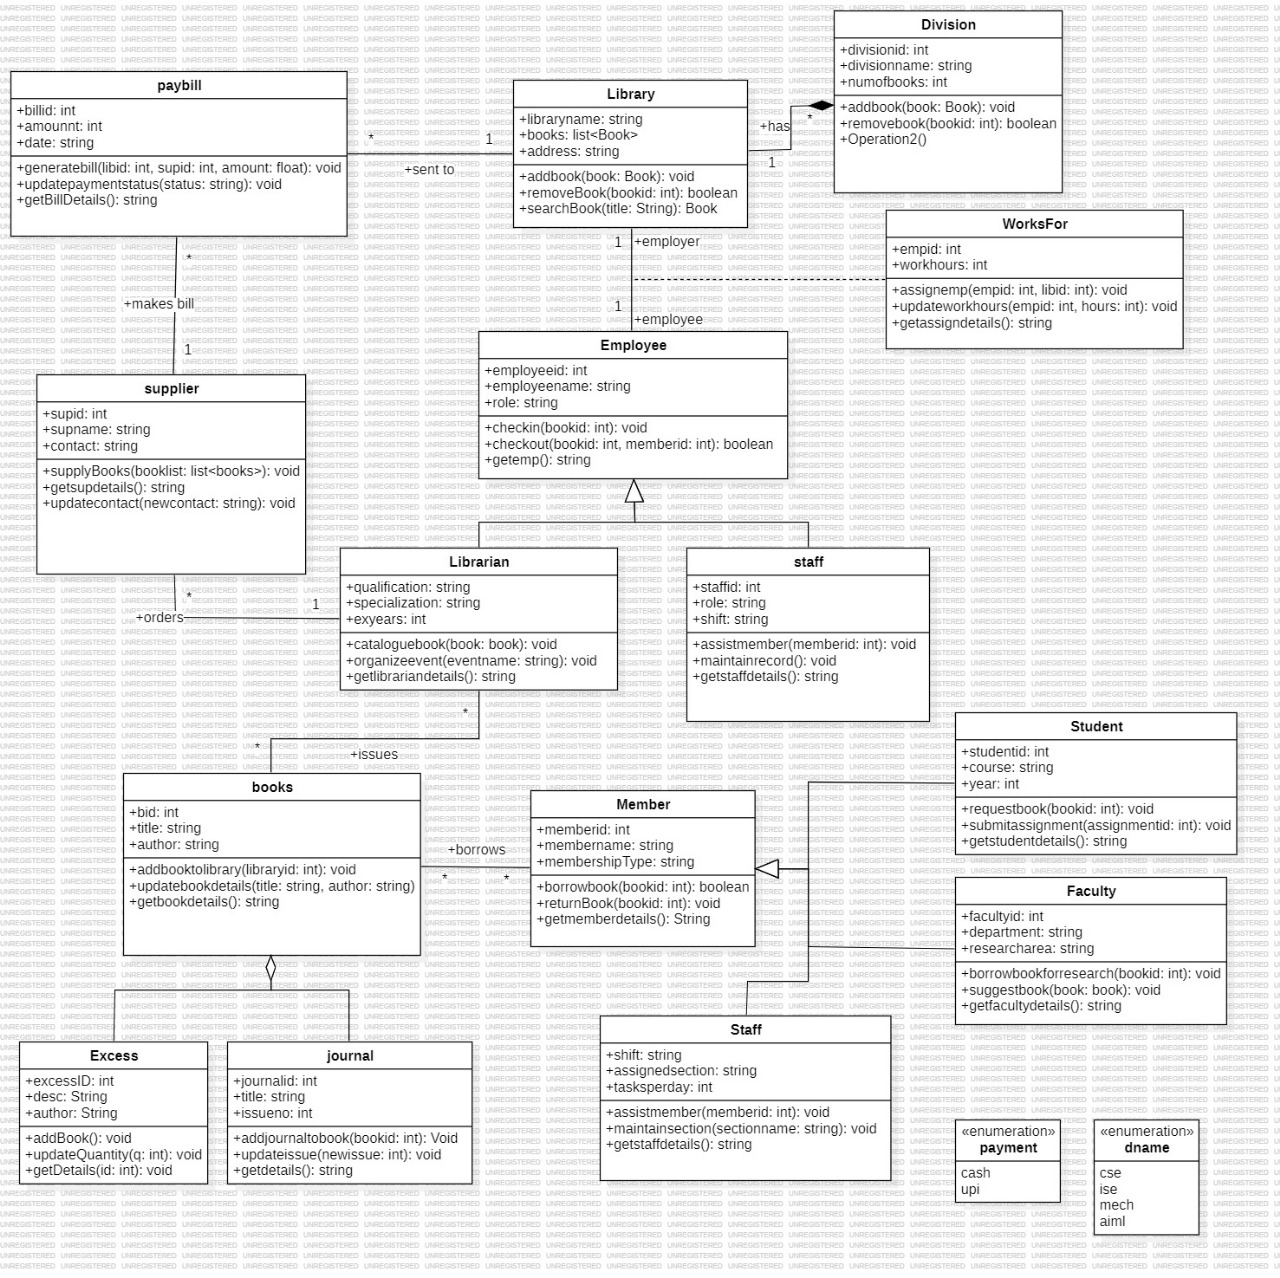 Division
+divisionid: int
+divisionname: string
+numofbooks: int
+addbook(book: Book): void
+removebook(bookid: int): boolean
+Operation2()
paybill
+billid: int
+amounnt: int
+date: string
+generatebill(libid: int, supid: int, amount: float): void
+updatepaymentstatus(status: string): void
+getBillDetails(): string
*
1
+sent to
Library
+libraryname: string
+books: list<Book>
+address: string
+addbook(book: Book): void
+removeBook(bookid: int): boolean
+searchBook(title: String): Book
+has
*
1
WorksFor
+empid: int
+workhours: int
+assignemp(empid: int, libid: int): void
+updateworkhours(empid: int, hours: int): void
+getassigndetails(): string
1
+employer
1
+employee
*
+makes bill
1
Employee
+employeeid: int
+employeename: string
+role: string
+checkin(bookid: int): void
+checkout(bookid: int, memberid: int): boolean
+getemp(): string
supplier
+supid: int
+supname: string
+contact: string
+supplyBooks(booklist: list<books>): void
+getsupdetails(): string
+updatecontact(newcontact: string): void
*
1
+orders
Librarian
+qualification: string
+specialization: string
+exyears: int
+cataloguebook(book: book): void
+organizeevent(eventname: string): void
+getlibrariandetails(): string
staff
+staffid: int
+role: string
+shift: string
+assistmember(memberid: int): void
+maintainrecord(): void
+getstaffdetails(): string
*
*
+issues
Student
+studentid: int
+course: string
+year: int
+requestbook(bookid: int): void
+submitassignment(assignmentid: int): void
+getstudentdetails(): string
books
+bid: int
+title: string
+author: string
+addbooktolibrary(libraryid: int): void
+updatebookdetails(title: string, author: string)
+getbookdetails(): string
+borrows
*
*
Member
+memberid: int
+membername: string
+membershipType: string
+borrowbook(bookid: int): boolean
+returnBook(bookid: int): void
+getmemberdetails(): String
Faculty
+facultyid: int
+department: string
+researcharea: string
+borrowbookforresearch(bookid: int): void
+suggestbook(book: book): void
+getfacultydetails(): string
Excess
+excessID: int
+desc: String
+author: String
+addBook(): void
+updateQuantity(q: int): void
+getDetails(id: int): void
journal
+journalid: int
+title: string
+issueno: int
+addjournaltobook(bookid: int): Void
+updateissue(newissue: int): void
+getdetails(): string
Staff
+shift: string
+assignedsection: string
+tasksperday: int
+assistmember(memberid: int): void
+maintainsection(sectionname: string): void
+getstaffdetails(): string
«enumeration»
payment
cash
upi
«enumeration»
dname
cse
ise
mech
aiml
UNREGISTERED